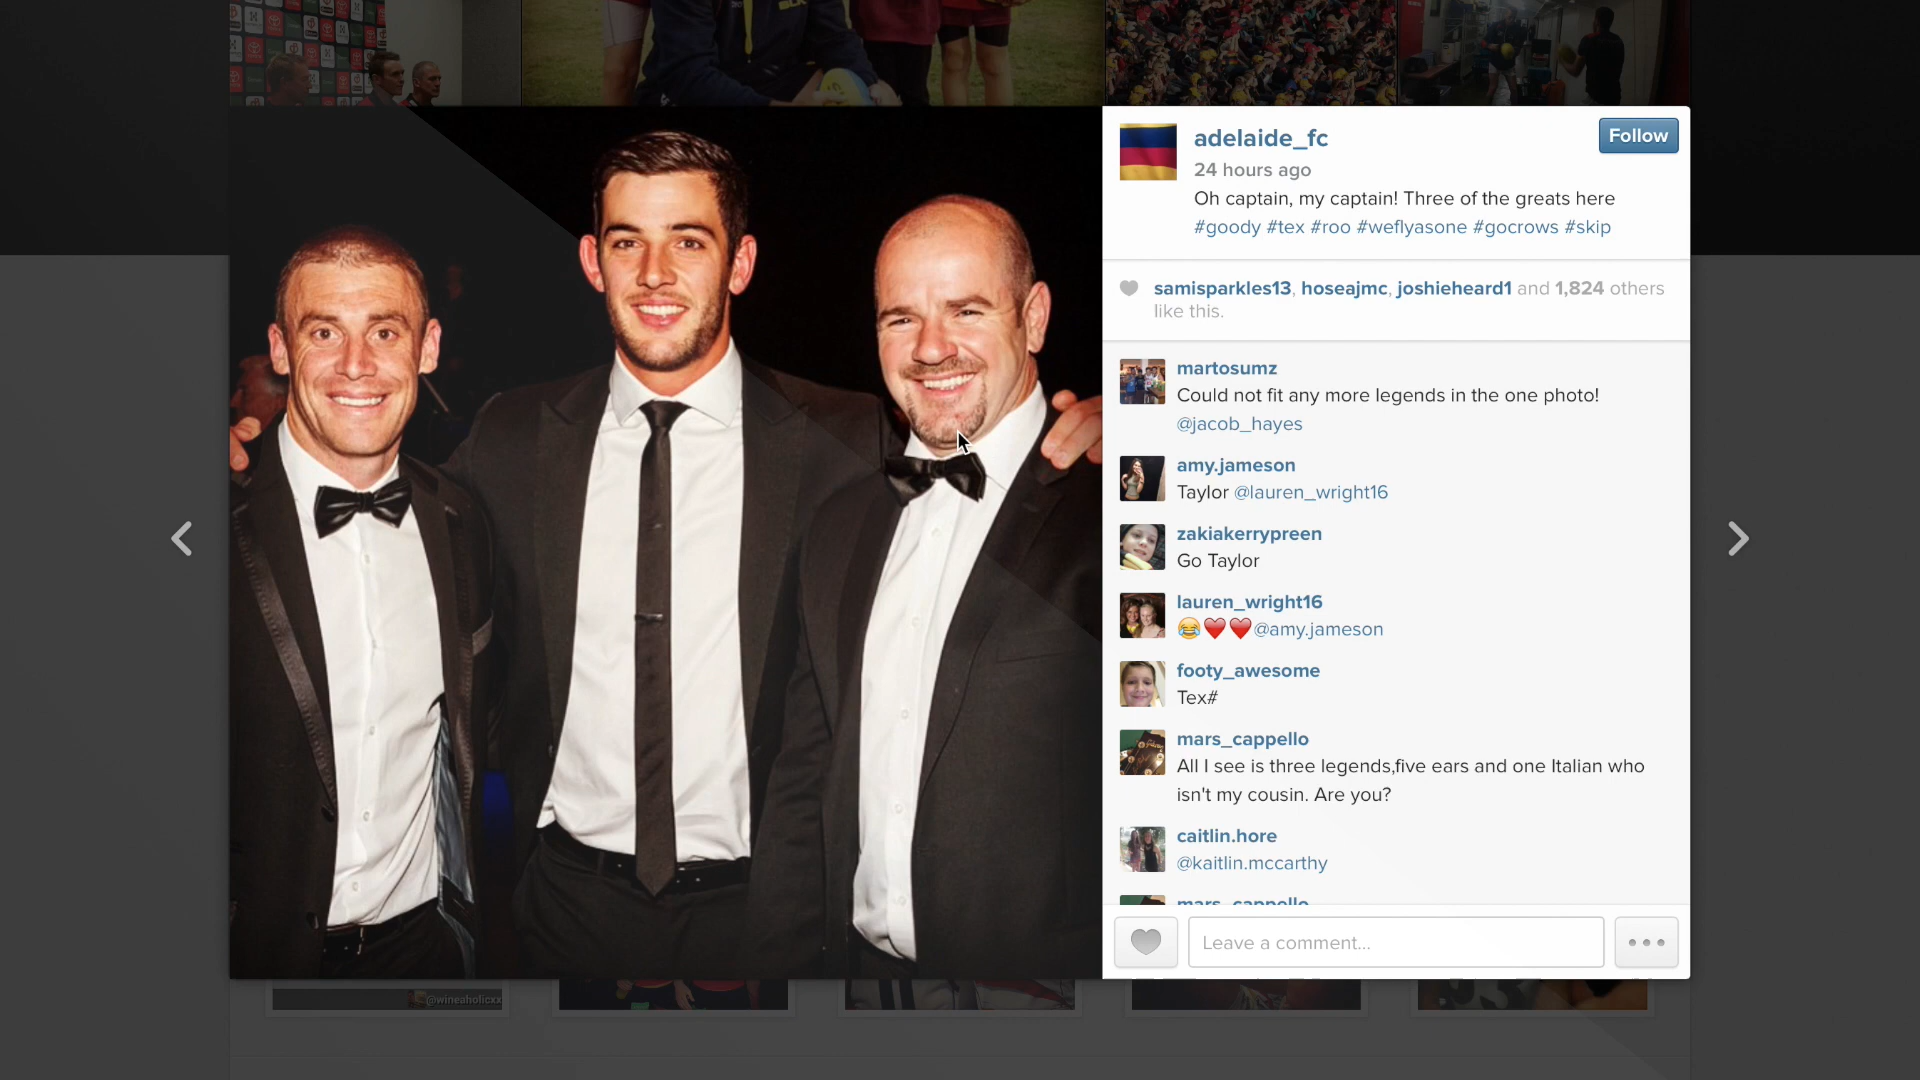 adelaide_fc
Follow
24 hours ago
Oh captain, my captain! Three of the greats here
#goody #tex #roo #weflyasone #gocrows #skip
samisparkles13, hoseajmc, joshieheard1 and 1,824 others
like this.
martosumz
Could not fit any more legends in the one photo!
@jacob_hayes
amy.jameson
Taylor @lauren_wright16
zakiakerrypreen
Go Taylor
lauren_wright16
😂❤️❤️@amy.jameson
footy_awesome
Tex#
mars_cappello
All I see is three legends,five ears and one Italian who
isn't my cousin. Are you?
caitlin.hore
@kaitlin.mccarthy
mars_cappello
Leave a comment...
@wineaholicxx